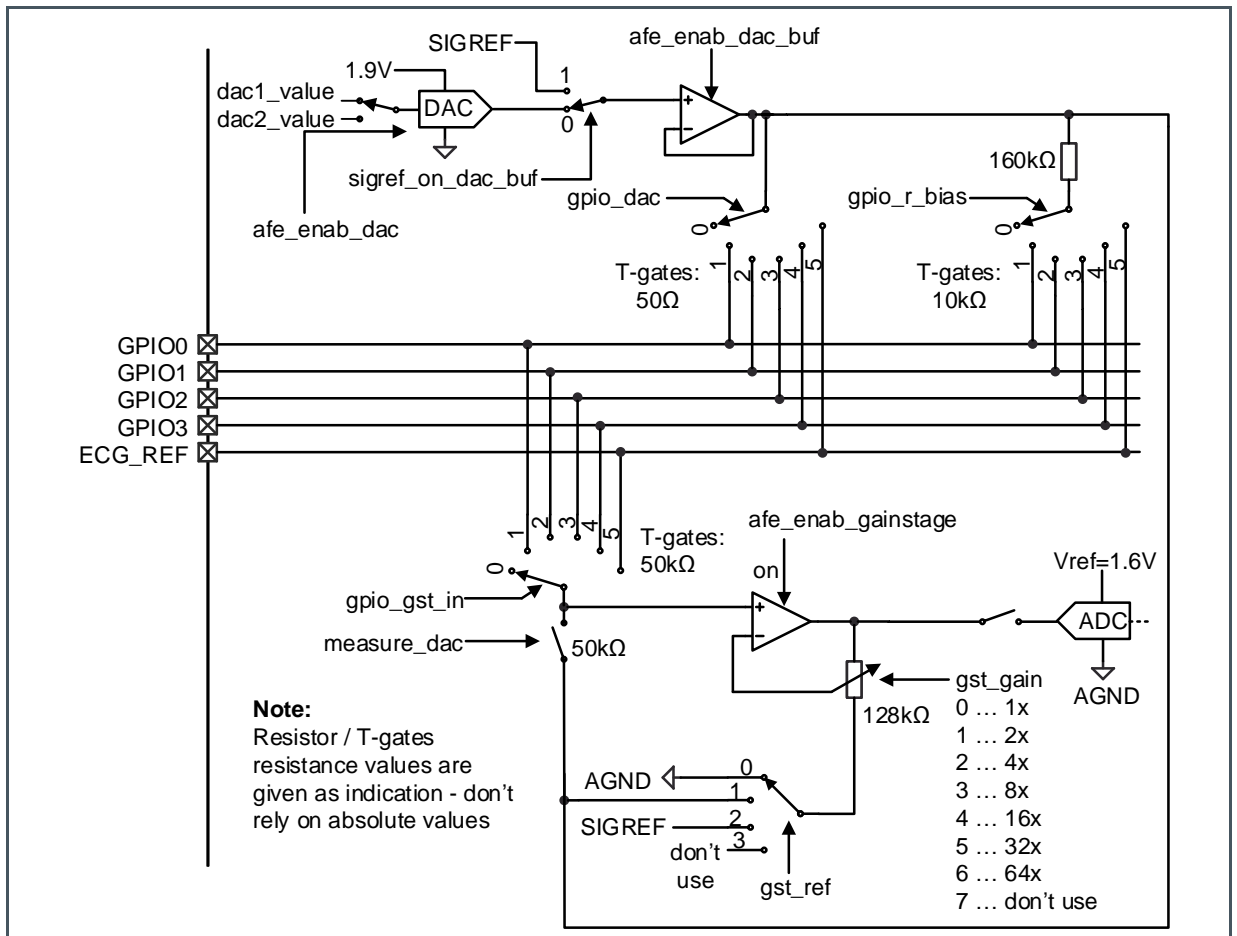 SIGREF
afe_enab_dac_buf
1.9V
1
dac1_value
DAC
dac2_value
0
sigref_on_dac_buf
afe_enab_dac
+
−
160kΩ
gpio_dac
gpio_r_bias
0
0
T-gates:
50Ω
1
2
3
4
5
T-gates:
10kΩ
1
2
3
4
5
GPIO0
GPIO1
GPIO2
GPIO3
ECG_REF
1
2
3
4
5
T-gates:
50kΩ
0
gpio_gst_in
measure_dac
50kΩ
afe_enab_gainstage
on
+
−
Vref=1.6V
ADC
AGND
128kΩ
gst_gain
0 ... 1x
1 ... 2x
2 ... 4x
3 ... 8x
4 ... 16x
5 ... 32x
6 ... 64x
7 ... don't use
Note:
Resistor / T-gates
resistance values are
given as indication - don't
rely on absolute values
AGND
0
1
SIGREF
2
don't
use
3
gst_ref